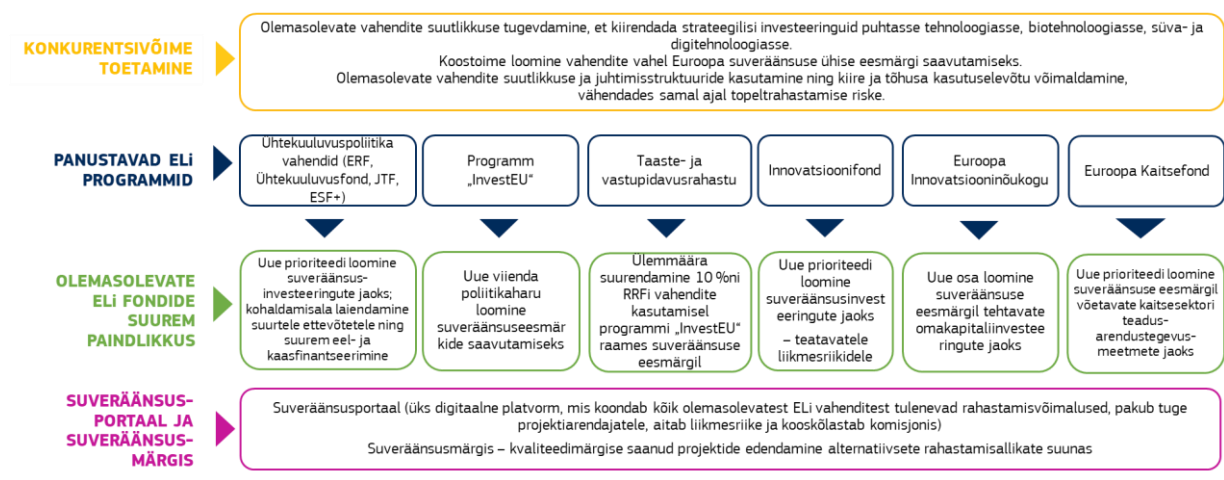 KONKURENTSIVÕIME
TOETAMINE
Olemasolevate vahendite suutlikkuse tugevdamine, et kiirendada strateegilisi investeeringuid puhtasse tehnoloogiasse, biotehnoloogiasse, süva- ja
digitehnoloogiasse.
Koostoime loomine vahendite vahel Euroopa suveräänsuse ühise eesmärgi saavutamiseks.
Olemasolevate vahendite suutlikkuse ja juhtimisstruktuuride kasutamine ning kiire ja tõhusa kasutuselevõtu võimaldamine,
vähendades samal ajal topeltrahastamise riske.
PANUSTAVAD ELi
PROGRAMMID
Ühtekuuluvuspoliitika
vahendid (ERF,
Ühtekuuluvusfond, JTF,
ESF+)
Programm
„InvestEU“
Taaste- ja
vastupidavusrahastu
Innovatsioonifond
Euroopa
Innovatsiooninõukogu
Euroopa Kaitsefond
OLEMASOLEVATE
ELi FONDIDE
SUUREM
PAINDLIKKUS
Uue prioriteedi loomine
suveräänsus-
investeeringute jaoks;
kohaldamisala laiendamine
suurtele ettevõtetele ning
suurem eel- ja
kaasfinantseerimine
Uue viienda
poliitikaharu
loomine
suveräänsuseesmär
kide saavutamiseks
Ülemmäära
suurendamine 10 %ni
RRFi vahendite
kasutamisel
programmi „InvestEU“
raames suveräänsuse
eesmärgil
Uue prioriteedi
loomine
suveräänsusinvest
eeringute jaoks
– teatavatele
liikmesriikidele
Uue osa loomine
suveräänsuse
eesmärgil tehtavate
omakapitaliinvestee
ringute jaoks
Uue prioriteedi loomine
suveräänsuse eesmärgil
võetavate kaitsesektori
teadus-
arendustegevus-
meetmete jaoks
SUVERÄÄNSUS-
PORTAAL JA
SUVERÄÄNSUS-
MÄRGIS
Suveräänsusportaal (üks digitaalne platvorm, mis koondab kõik olemasolevatest ELi vahenditest tulenevad rahastamisvõimalused, pakub tuge
projektiarendajatele, aitab liikmesriike ja kooskõlastab komisjonis)
Suveräänsusmärgis – kvaliteedimärgise saanud projektide edendamine alternatiivsete rahastamisallikate suunas